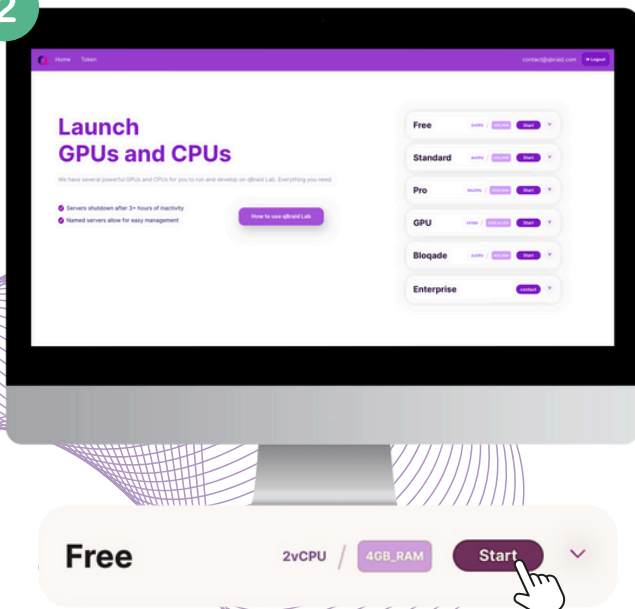 2
Home Token contact@qbraid.com Logout
Launch
GPUs and CPUs
We have several powerful GPUs and CPUs for you to run and develop on qBraid Lab. Everything you need.
Servers shutdown after 3+ hours of inactivity
Named servers allow for easy management
How to use qBraid Lab
Free 2vCPU / 4GB_RAM Start
Standard Start
Pro Start
GPU Start
Bloqade Start
Enterprise contact
Free 2vCPU / 4GB_RAM Start